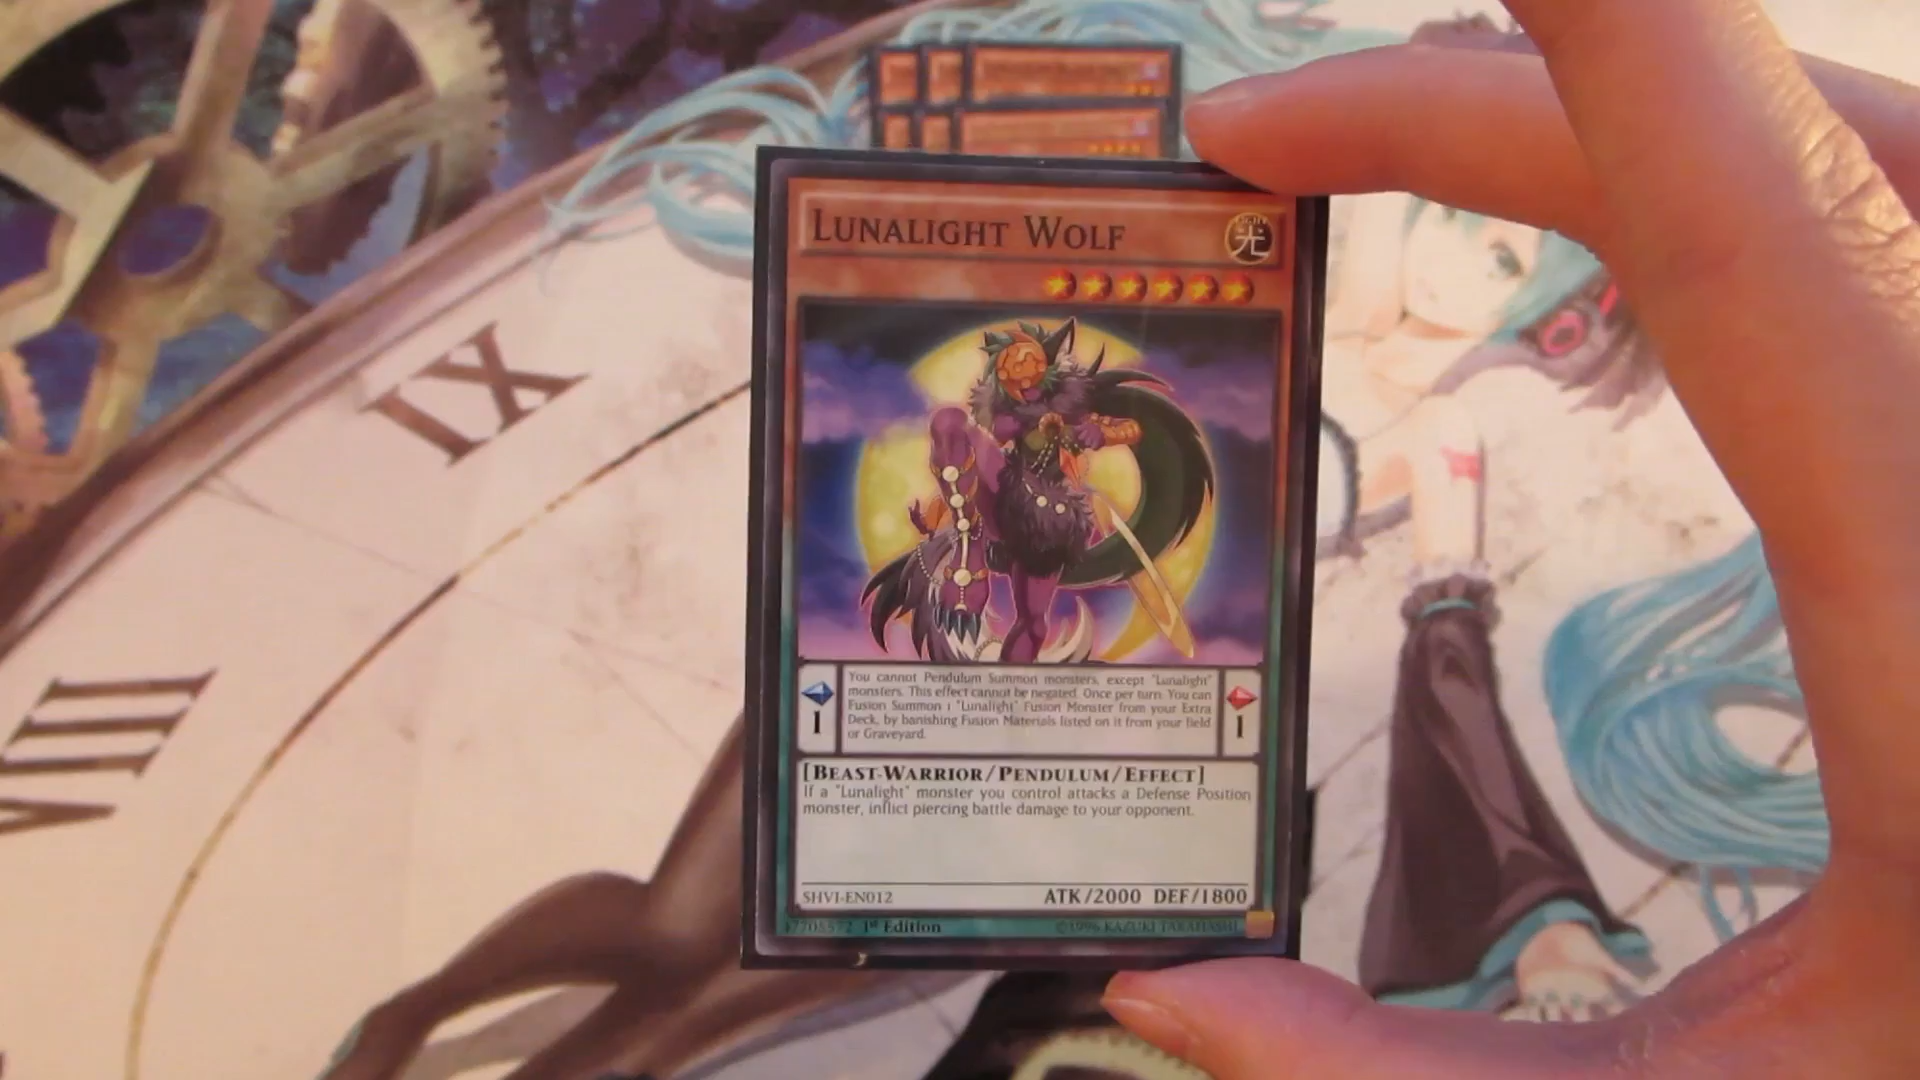 IX
VIII
LUNALIGHT WOLF
光
You cannot Pendulum Summon monsters, except "Lunalight"
monsters. This effect cannot be negated. Once per turn: You can
Fusion Summon 1 "Lunalight" Fusion Monster from your Extra
Deck, by banishing Fusion Materials listed on it from your field
or Graveyard.
1
1
[BEAST-WARRIOR/PENDULUM/EFFECT]
If a "Lunalight" monster you control attacks a Defense Position
monster, inflict piercing battle damage to your opponent.
SHVI-EN012
ATK/2000 DEF/1800
1st Edition
©1996 KAZUKI TAKAHASHI